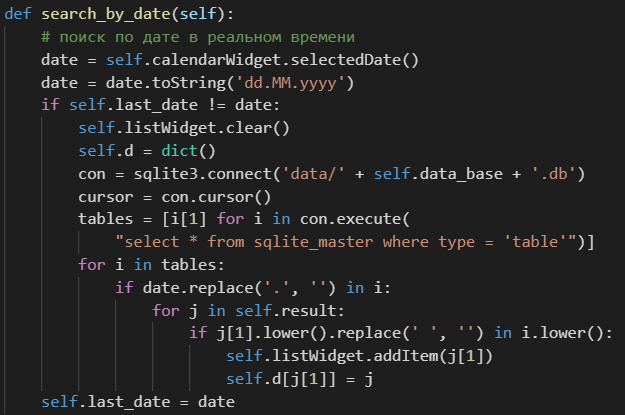 def search_by_date(self):
    # поиск по дате в реальном времени
    date = self.calendarWidget.selectedDate()
    date = date.toString('dd.MM.yyyy')
    if self.last_date != date:
        self.listWidget.clear()
        self.d = dict()
        con = sqlite3.connect('data/' + self.data_base + '.db')
        cursor = con.cursor()
        tables = [i[1] for i in con.execute(
            "select * from sqlite_master where type = 'table'")]
        for i in tables:
            if date.replace('.', '') in i:
                for j in self.result:
                    if j[1].lower().replace(' ', '') in i.lower():
                        self.listWidget.addItem(j[1])
                        self.d[j[1]] = j
    self.last_date = date